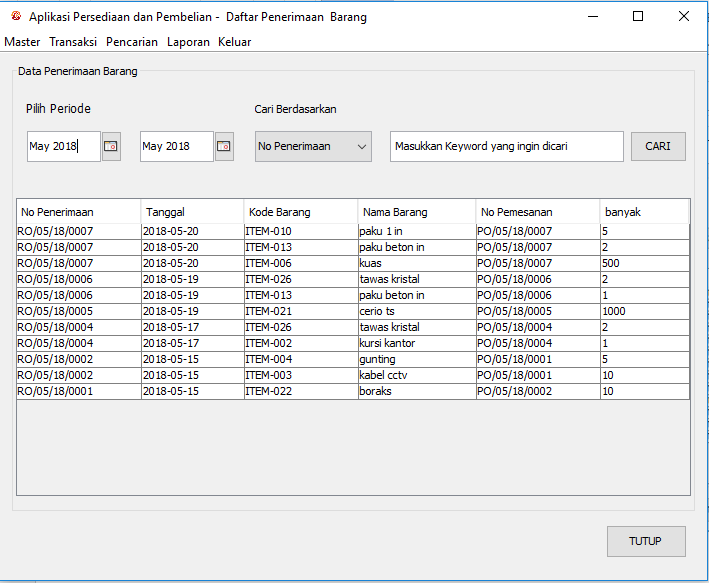 Aplikasi Persediaan dan Pembelian - Daftar Penerimaan Barang
Master Transaksi Pencarian Laporan Keluar
Data Penerimaan Barang
Pilih Periode Cari Berdasarkan
May 2018 May 2018 No Penerimaan Masukkan Keyword yang ingin dicari CARI
No Penerimaan Tanggal Kode Barang Nama Barang No Pemesanan banyak
RO/05/18/0007 2018-05-20 ITEM-010 paku 1 in PO/05/18/0007 5
RO/05/18/0007 2018-05-20 ITEM-013 paku beton in PO/05/18/0007 2
RO/05/18/0007 2018-05-20 ITEM-006 kuas PO/05/18/0007 500
RO/05/18/0006 2018-05-19 ITEM-026 tawas kristal PO/05/18/0006 2
RO/05/18/0006 2018-05-19 ITEM-013 paku beton in PO/05/18/0006 1
RO/05/18/0005 2018-05-19 ITEM-021 cerio ts PO/05/18/0005 1000
RO/05/18/0004 2018-05-17 ITEM-026 tawas kristal PO/05/18/0004 2
RO/05/18/0004 2018-05-17 ITEM-002 kursi kantor PO/05/18/0004 1
RO/05/18/0002 2018-05-15 ITEM-004 gunting PO/05/18/0001 5
RO/05/18/0002 2018-05-15 ITEM-003 kabel cctv PO/05/18/0001 10
RO/05/18/0001 2018-05-15 ITEM-022 boraks PO/05/18/0002 10
TUTUP